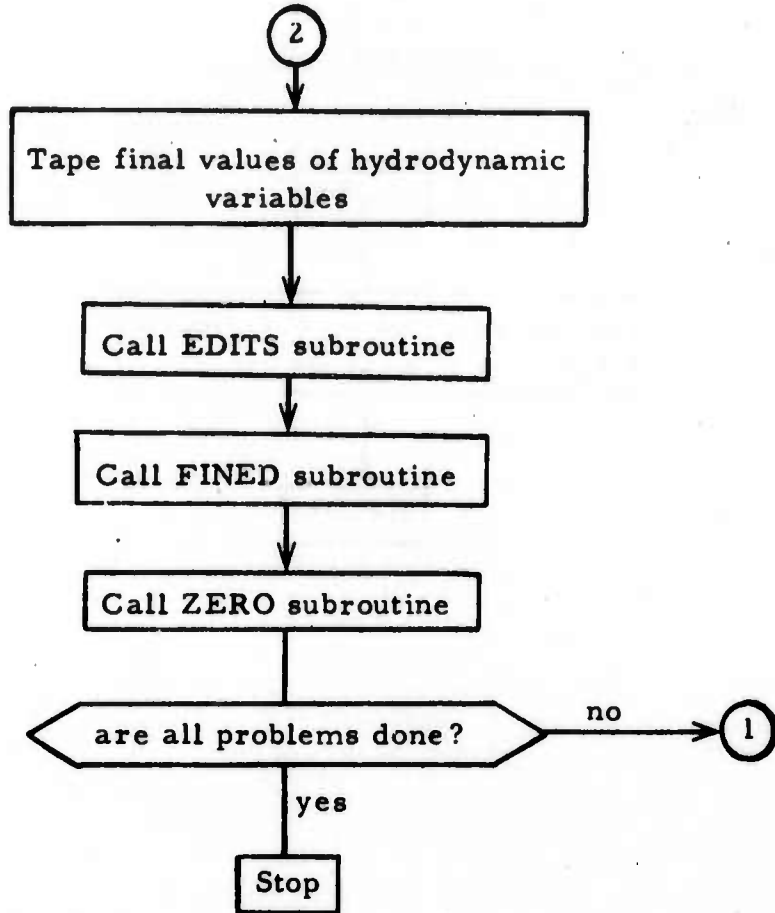 2
Tape final values of hydrodynamic
variables
Call EDITS subroutine
Call FINED subroutine
Call ZERO subroutine
are all problems done?
no
1
yes
Stop